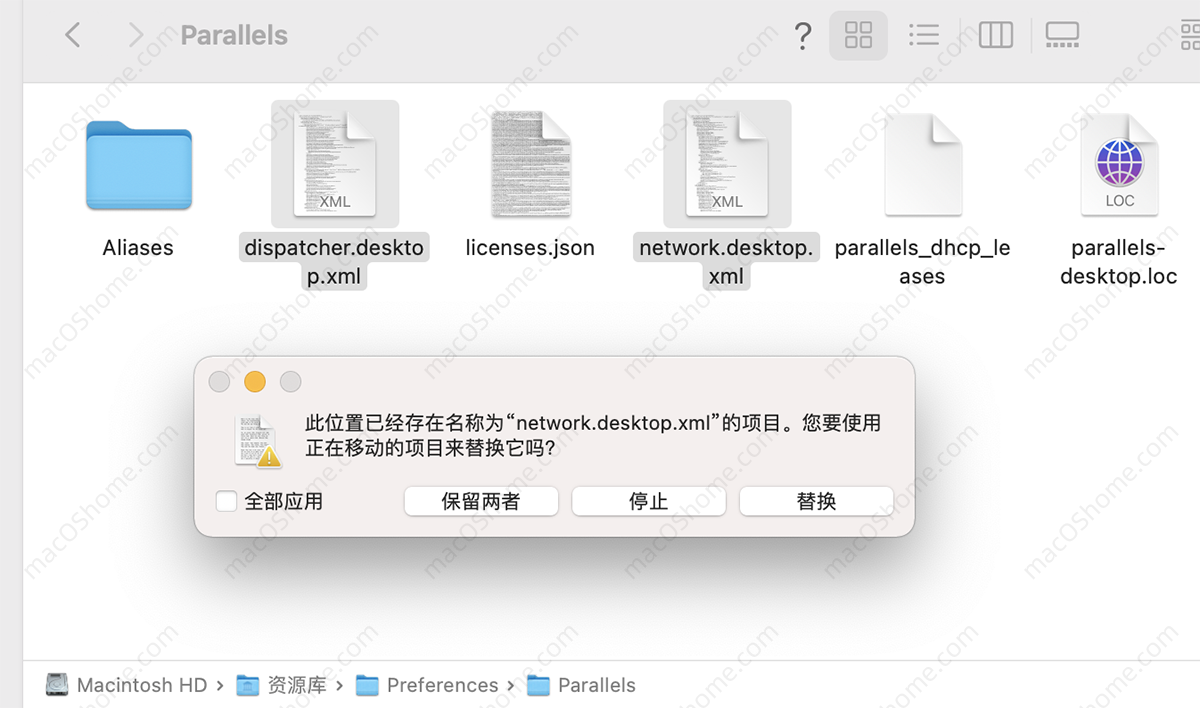 Parallels
?
XML
XML
LOC
Aliases
dispatcher.deskto
p.xml
licenses.json
network.desktop.
xml
parallels_dhcp_le
ases
parallels-
desktop.loc
此位置已经存在名称为“network.desktop.xml”的项目。您要使用
正在移动的项目来替换它吗?
全部应用
保留两者
停止
替换
Macintosh HD › 资源库 › Preferences › Parallels
macOShome.com